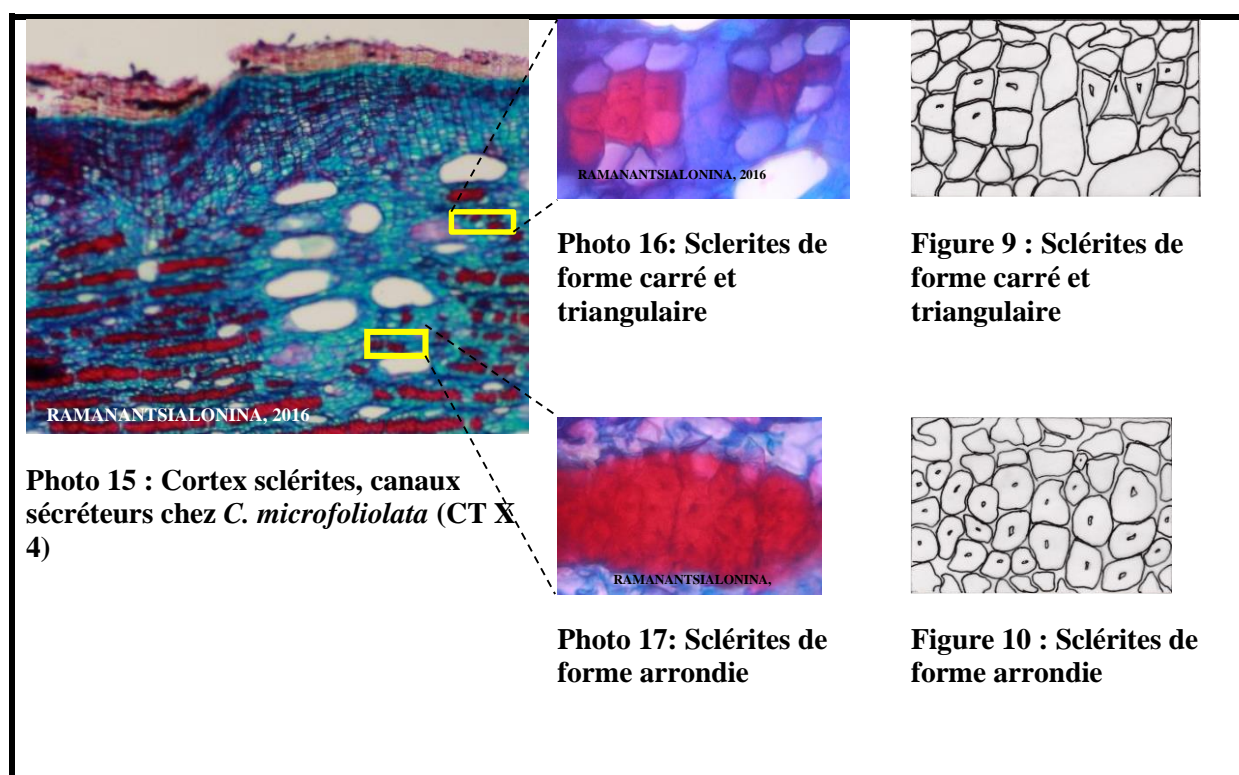 RAMANANTSIALONINA, 2016
Photo 15 : Cortex sclérites, canaux
sécréteurs chez C. microfoliolata (CT X
4)
RAMANANTSIALONINA, 2016
Photo 16: Sclerites de
forme carré et
triangulaire
Figure 9 : Sclérites de
forme carré et
triangulaire
RAMANANTSIALONINA,
Photo 17: Sclérites de
forme arrondie
Figure 10 : Sclérites de
forme arrondie